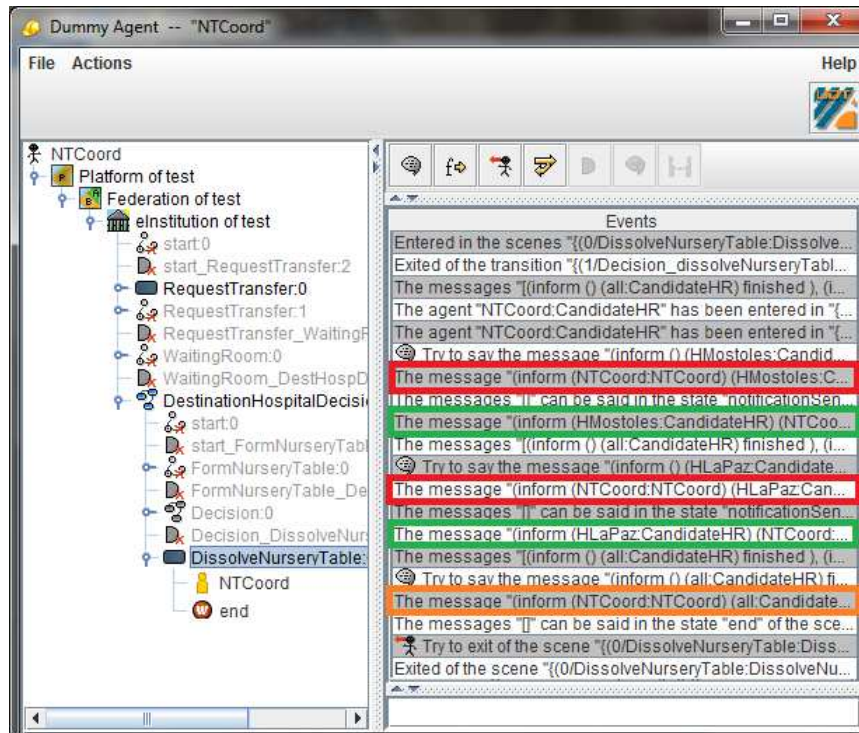 Dummy Agent -- "NTCoord"
File Actions
Help
NTCoord
Platform of test
Federation of test
eInstitution of test
start:0
start_RequestTransfer:2
RequestTransfer:0
RequestTransfer:1
RequestTransfer_WaitingR
WaitingRoom:0
WaitingRoom_DestHospD
DestinationHospitalDecisi
start:0
start_FormNurseryTabl
FormNurseryTable:0
FormNurseryTable_De
Decision:0
Decision_DissolveNur
DissolveNurseryTable:
NTCoord
end
Events
Entered in the scenes "{(0/DissolveNurseryTable:Dissolve...
Exited of the transition "{(1/Decision_dissolveNurseryTabl...
The messages "[(inform () (all:CandidateHR) finished ), (i...
The agent "NTCoord:CandidateHR" has been entered in "{...
The agent "NTCoord:CandidateHR" has been entered in "{...
Try to say the message "(inform () (HMostoles:Candid...
The message "(inform (NTCoord:NTCoord) (HMostoles:C...
The messages "[]" can be said in the state "notificationSen...
The message "(inform (HMostoles:CandidateHR) (NTCoo...
The messages "[(inform () (all:CandidateHR) finished ), (i...
Try to say the message "(inform () (HLaPaz:Candidate...
The message "(inform (NTCoord:NTCoord) (HLaPaz:Can...
The messages "[]" can be said in the state "notificationSen...
The message "(inform (HLaPaz:CandidateHR) (NTCoord:...
The messages "[(inform () (all:CandidateHR) finished ), (i...
Try to say the message "(inform () (all:CandidateHR) fi...
The message "(inform (NTCoord:NTCoord) (all:Candidate...
The messages "[]" can be said in the state "end" of the sce...
Try to exit of the scene "{(0/DissolveNurseryTable:Diss...
Exited of the scene "{(0/DissolveNurseryTable:DissolveNu...